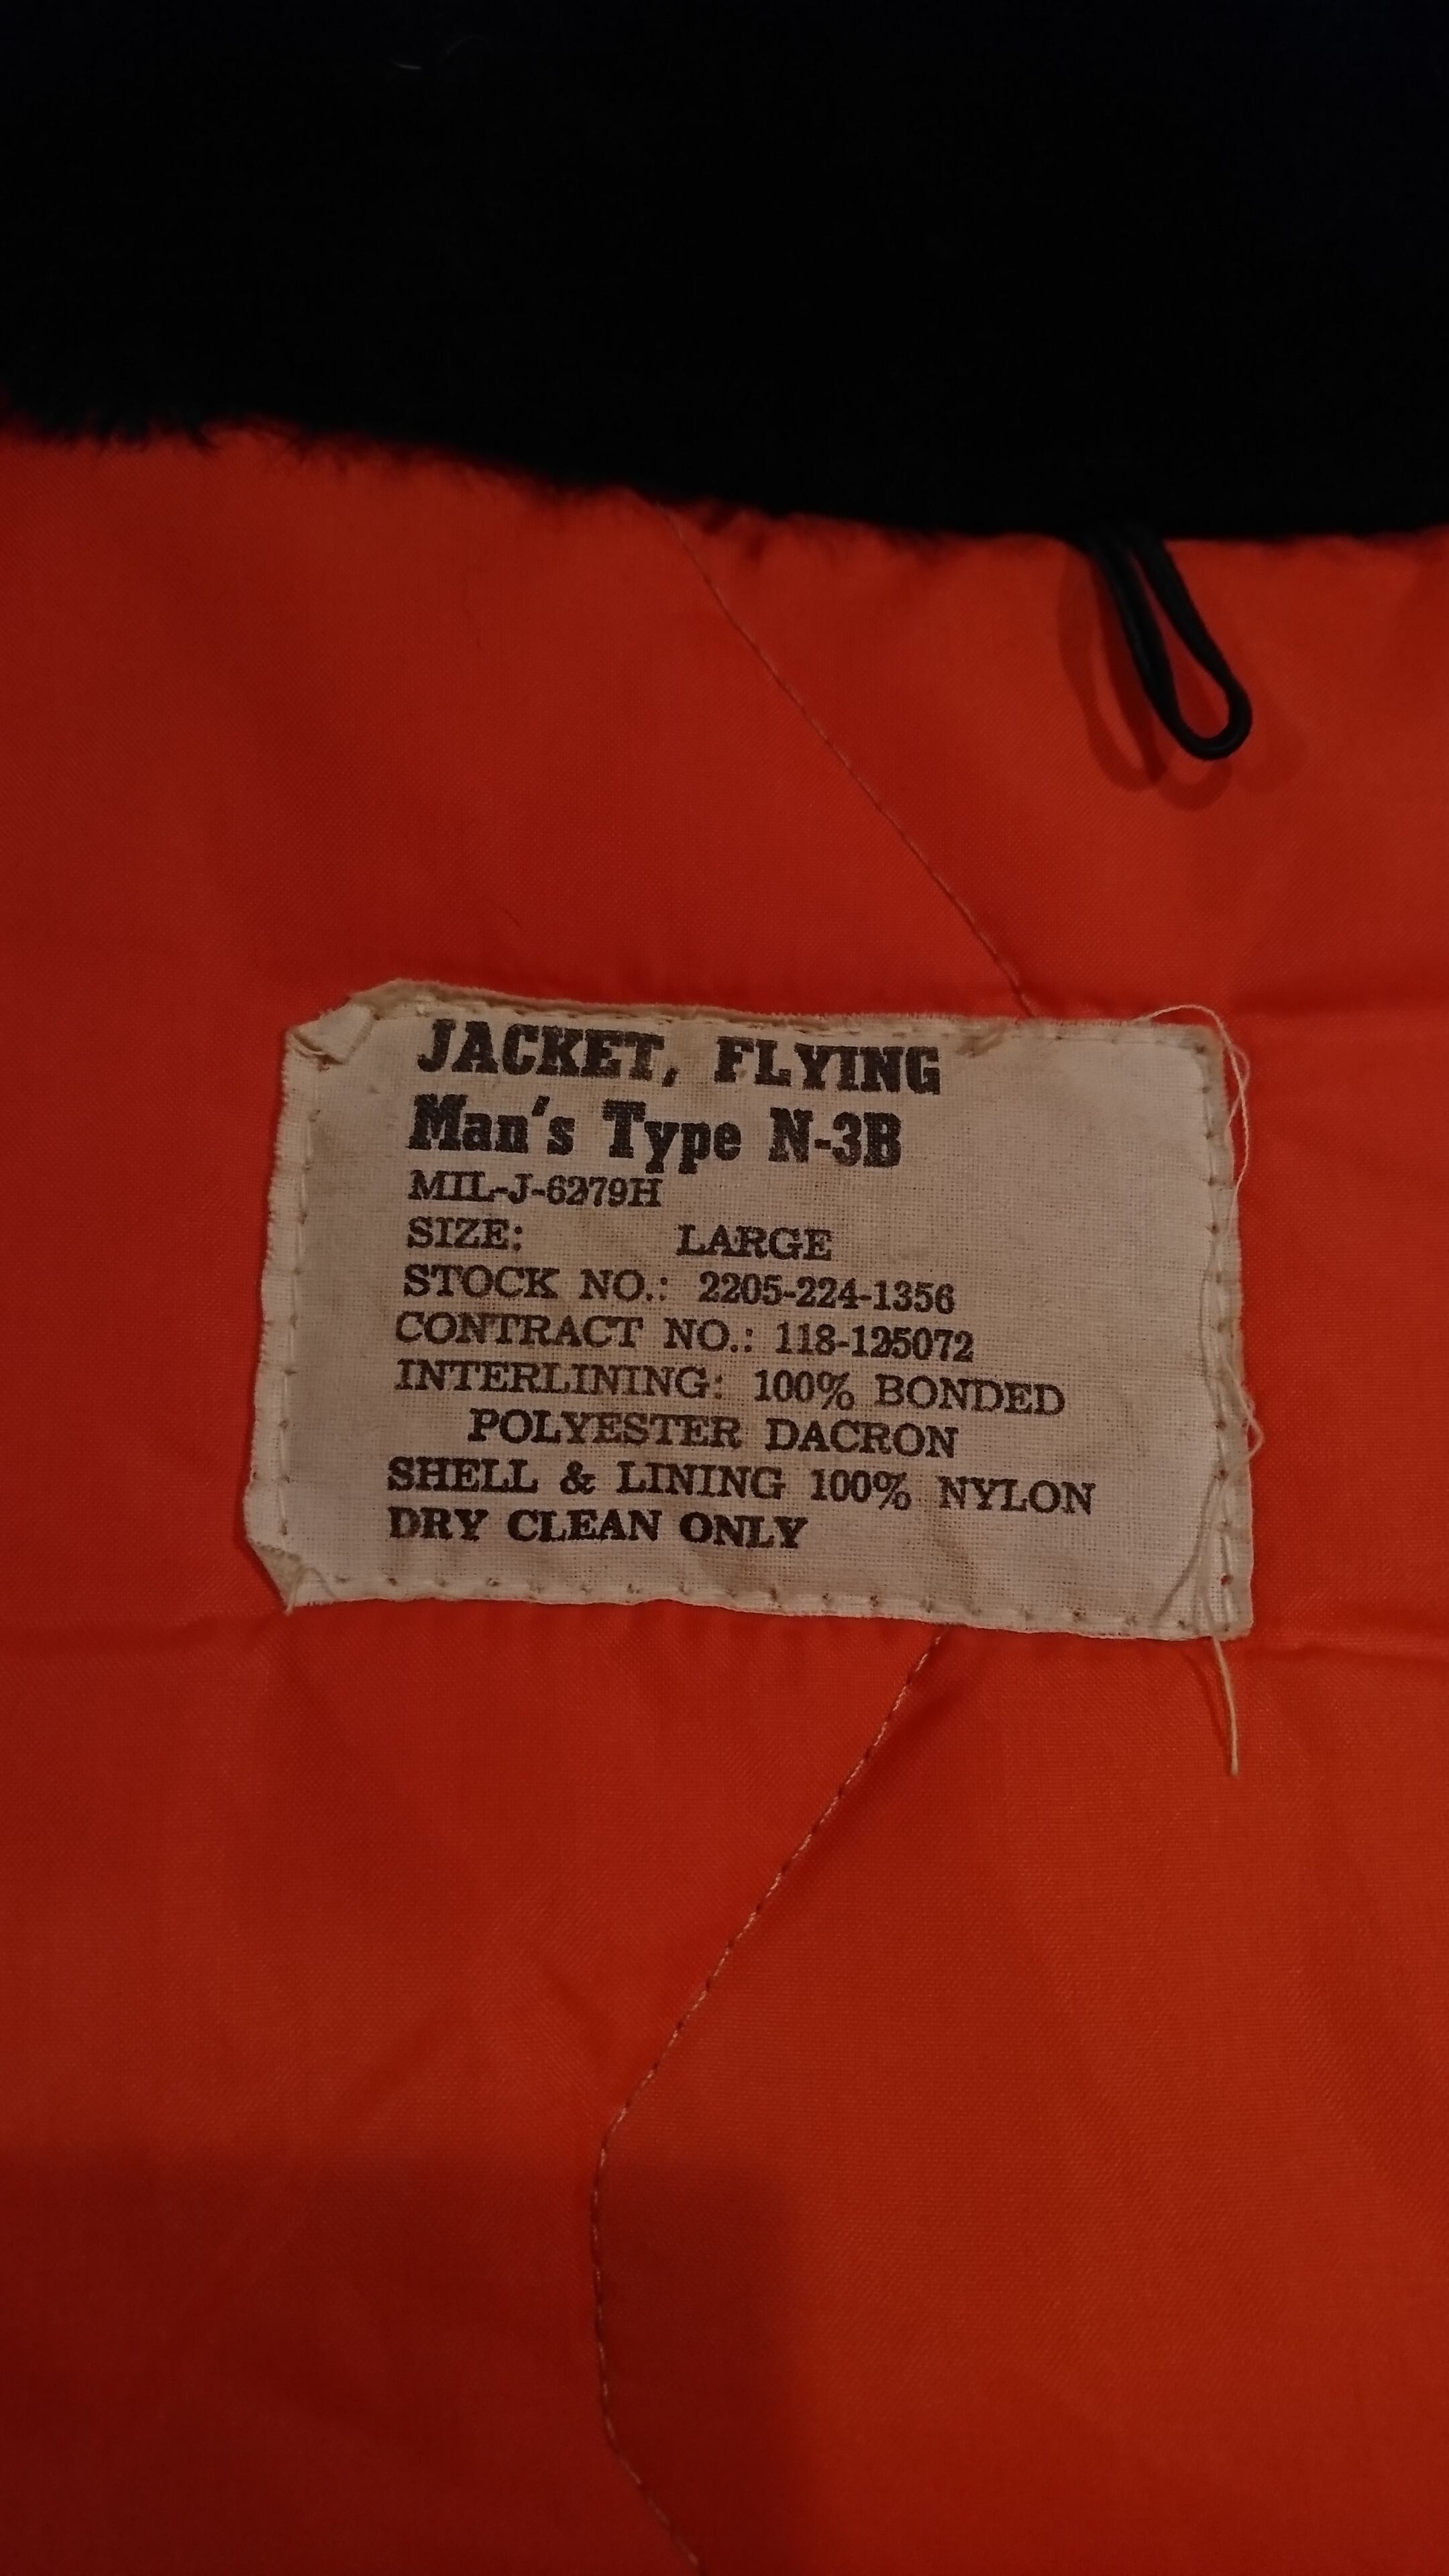 JACKET, FLYING
Man's Type N-3B
MIL-J-6279H
SIZE: LARGE
STOCK NO.: 2205-224-1356
CONTRACT NO.: 118-125072
INTERLINING: 100% BONDED
POLYESTER DACRON
SHELL & LINING 100% NYLON
DRY CLEAN ONLY